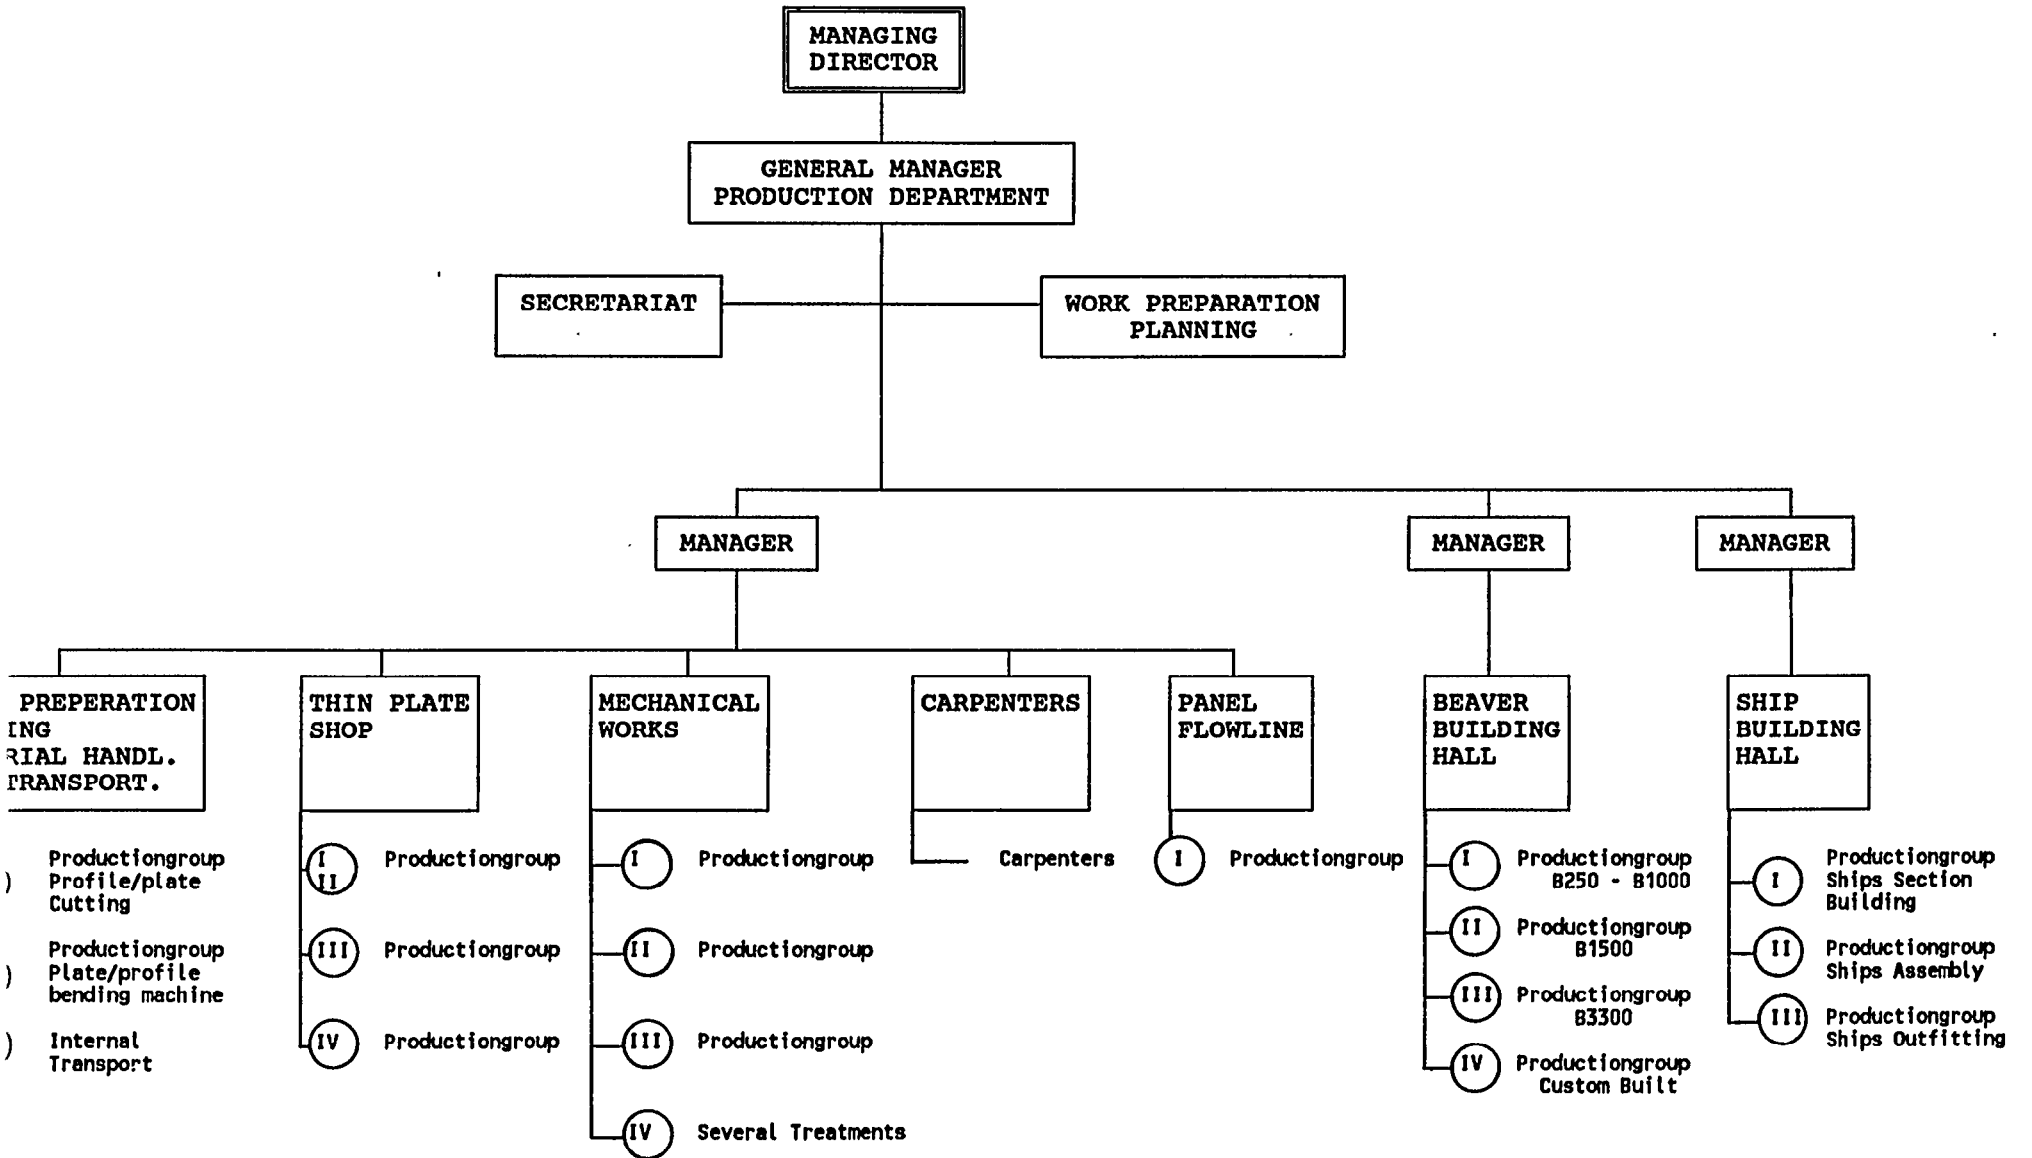 MANAGING
DIRECTOR
GENERAL MANAGER
PRODUCTION DEPARTMENT
SECRETARIAT
WORK PREPARATION
PLANNING
MANAGER
MANAGER
MANAGER
PREPERATION
ING
RIAL HANDL.
TRANSPORT.
THIN PLATE
SHOP
MECHANICAL
WORKS
CARPENTERS
PANEL
FLOWLINE
BEAVER
BUILDING
HALL
SHIP
BUILDING
HALL
) Productiongroup
Profile/plate
Cutting
) Productiongroup
Plate/profile
bending machine
) Internal
Transport
I
II Productiongroup
III Productiongroup
IV Productiongroup
I Productiongroup
II Productiongroup
III Productiongroup
IV Several Treatments
Carpenters
I Productiongroup
I Productiongroup
B250 - B1000
II Productiongroup
B1500
III Productiongroup
B3300
IV Productiongroup
Custom Built
I Productiongroup
Ships Section
Building
II Productiongroup
Ships Assembly
III Productiongroup
Ships Outfitting